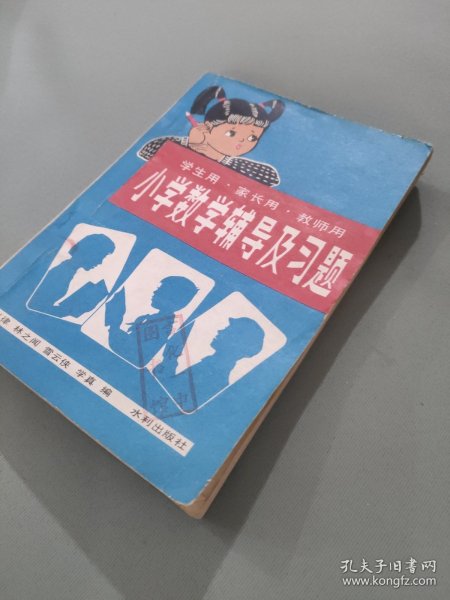 学生用·家长用·教师用
小学数学辅导及习题
律 林之闻 雷云侠 学真 编
水利出版社
孔夫子旧书网
www.kongfz.com